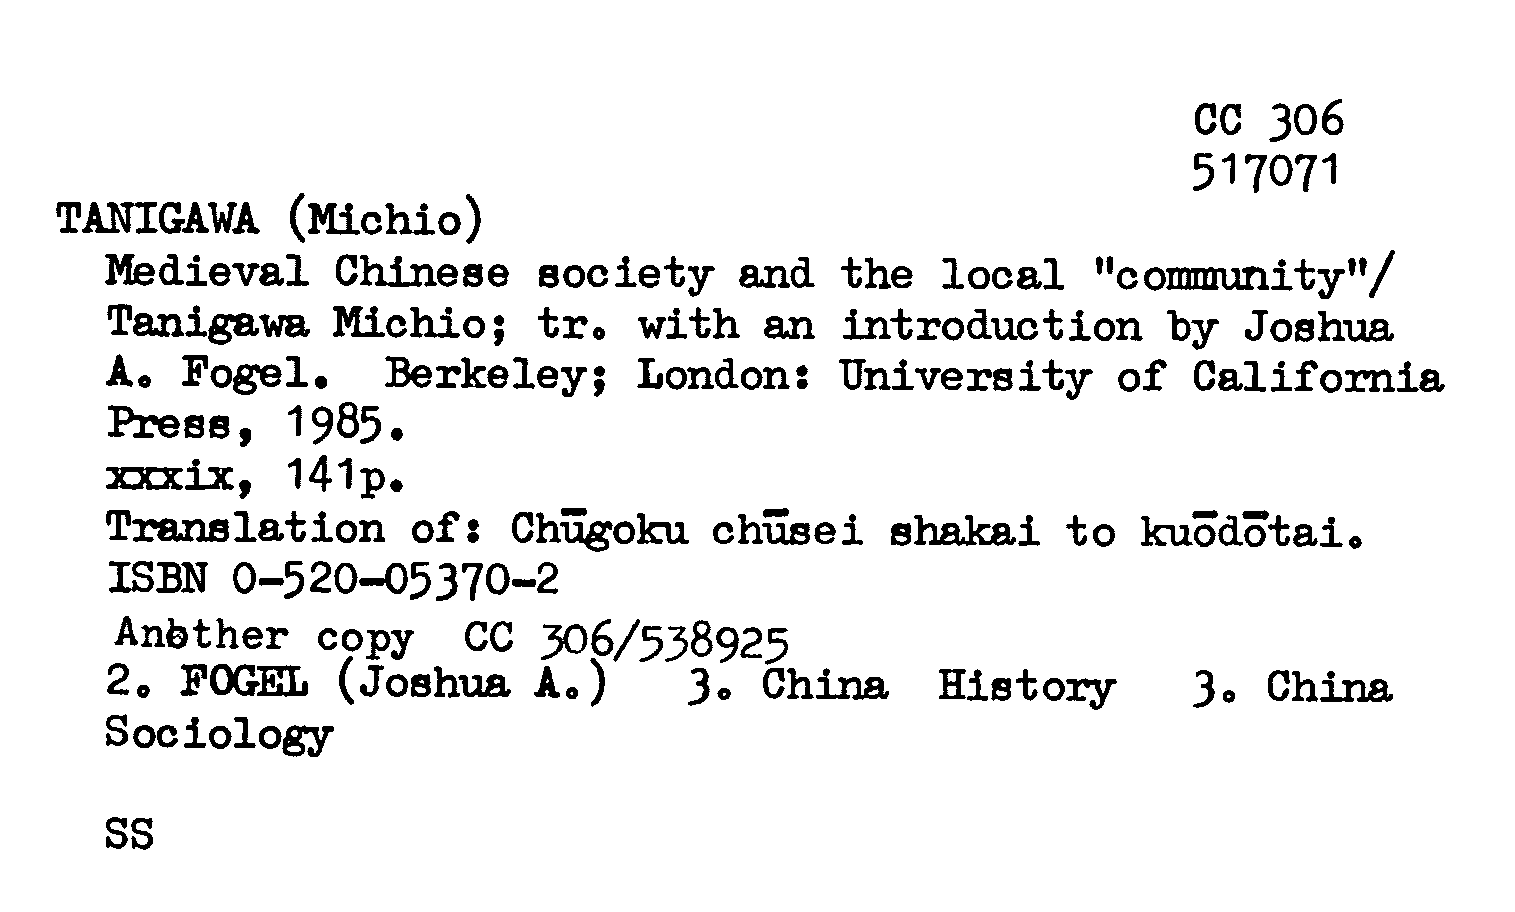 CC 306
517071
TANIGAWA (Michio)
Medieval Chinese society and the local "community"/
Tanigawa Michio; tr. with an introduction by Joshua
A. Fogel. Berkeley; London: University of California
Press, 1985.
xxxix, 141p.
Translation of: Chūgoku chūsei shakai to kuōdōtai.
ISBN 0-520-05370-2
Another copy CC 306/538925
2. FOGEL (Joshua A.) 3. China History 3. China
Sociology
SS